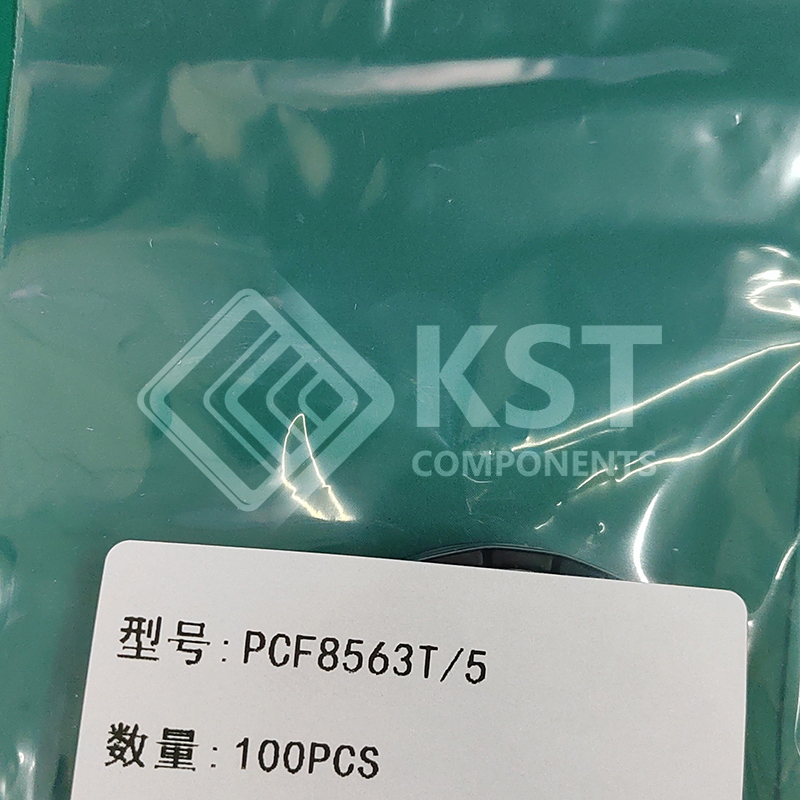 KST
COMPONENTS
型号:PCF8563T/5
数量:100PCS